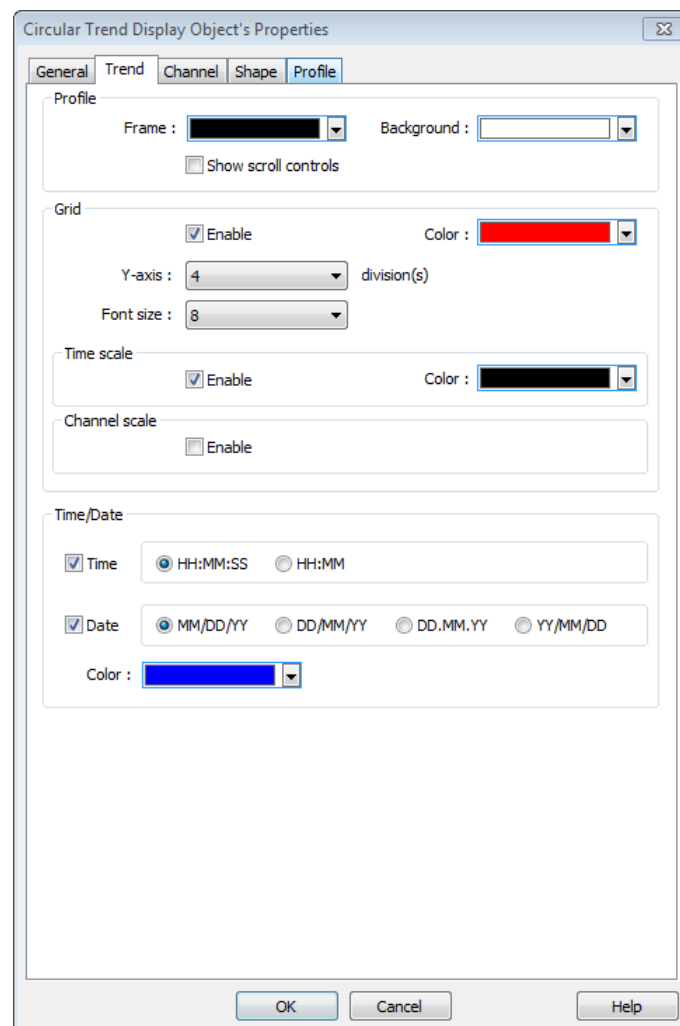 Circular Trend Display Object's Properties
General Trend Channel Shape Profile
Profile
Frame : Background :
Show scroll controls
Grid
Enable Color :
Y-axis : 4 division(s)
Font size : 8
Time scale
Enable Color :
Channel scale
Enable
Time/Date
Time HH:MM:SS HH:MM
Date MM/DD/YY DD/MM/YY DD.MM.YY YY/MM/DD
Color :
OK Cancel Help